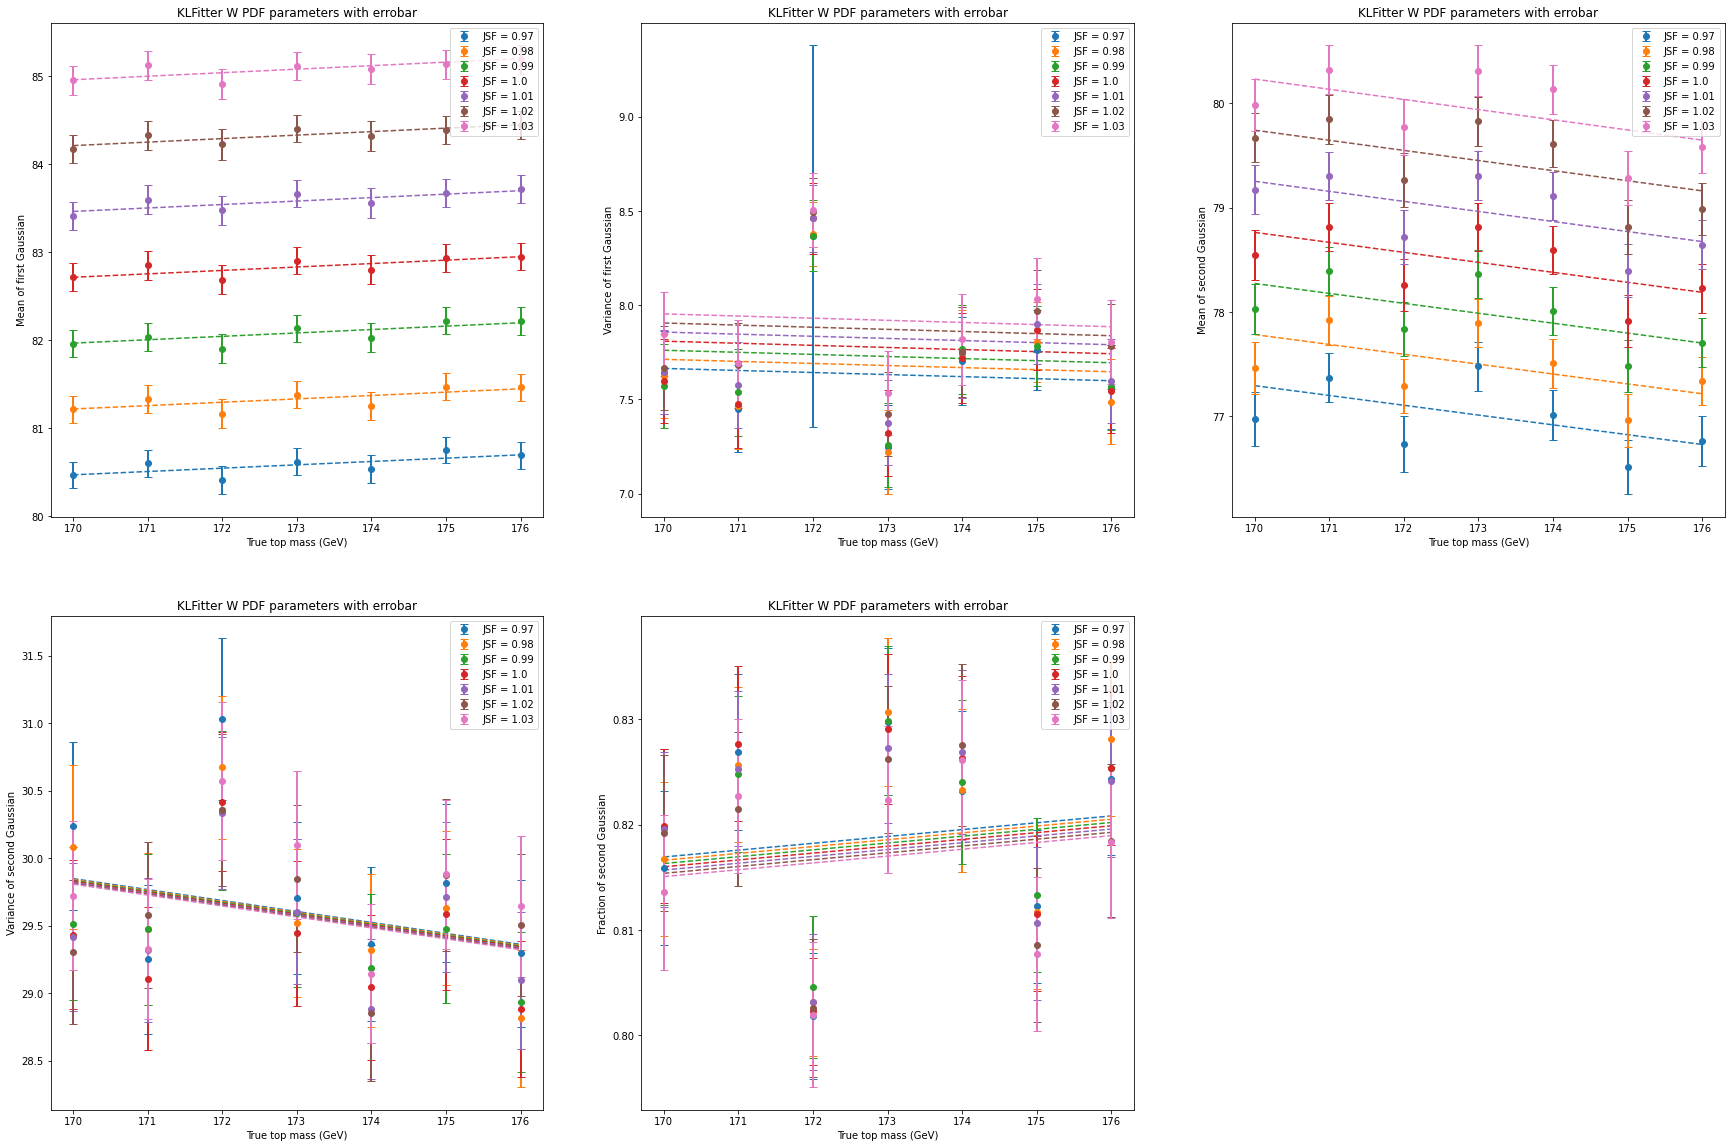 KLFitter W PDF parameters with errobar
Mean of first Gaussian
85
84
83
82
81
80
170 171 172 173 174 175 176
True top mass (GeV)
JSF = 0.97
JSF = 0.98
JSF = 0.99
JSF = 1.0
JSF = 1.01
JSF = 1.02
JSF = 1.03
KLFitter W PDF parameters with errobar
Variance of first Gaussian
9.0
8.5
8.0
7.5
7.0
170 171 172 173 174 175 176
True top mass (GeV)
JSF = 0.97
JSF = 0.98
JSF = 0.99
JSF = 1.0
JSF = 1.01
JSF = 1.02
JSF = 1.03
KLFitter W PDF parameters with errobar
Mean of second Gaussian
80
79
78
77
170 171 172 173 174 175 176
True top mass (GeV)
JSF = 0.97
JSF = 0.98
JSF = 0.99
JSF = 1.0
JSF = 1.01
JSF = 1.02
JSF = 1.03
KLFitter W PDF parameters with errobar
Variance of second Gaussian
31.5
31.0
30.5
30.0
29.5
29.0
28.5
170 171 172 173 174 175 176
True top mass (GeV)
JSF = 0.97
JSF = 0.98
JSF = 0.99
JSF = 1.0
JSF = 1.01
JSF = 1.02
JSF = 1.03
KLFitter W PDF parameters with errobar
Fraction of second Gaussian
0.83
0.82
0.81
0.80
170 171 172 173 174 175 176
True top mass (GeV)
JSF = 0.97
JSF = 0.98
JSF = 0.99
JSF = 1.0
JSF = 1.01
JSF = 1.02
JSF = 1.03